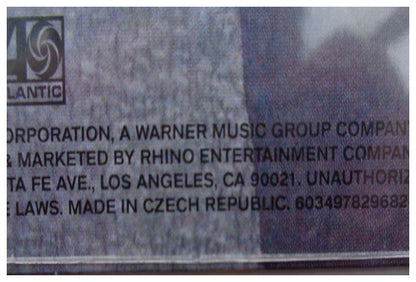 LANTIC
ORPORATION, A WARNER MUSIC GROUP COMPAN
& MARKETED BY RHINO ENTERTAINMENT COMPAN
TA FE AVE., LOS ANGELES, CA 90021. UNAUTHORIZ
E LAWS. MADE IN CZECH REPUBLIC. 603497829682